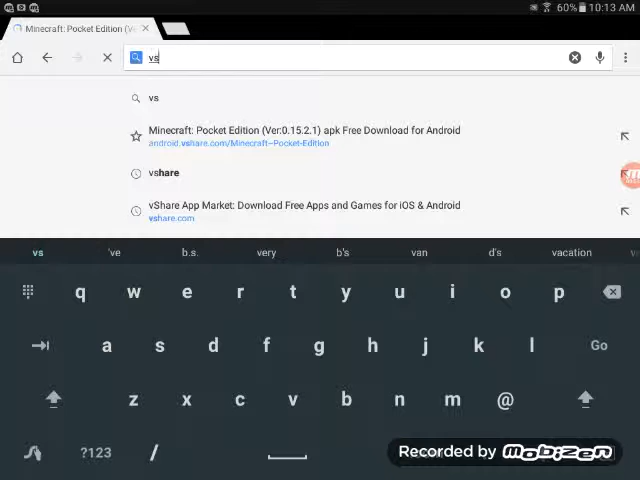 60% 10:13 AM
Minecraft: Pocket Edition (Ve
vs
vs
Minecraft: Pocket Edition (Ver:0.15.2.1) apk Free Download for Android
android.vshare.com/Minecraft--Pocket-Edition
vshare
vShare App Market: Download Free Apps and Games for iOS & Android
vshare.com
vs 've b.s. very b's van d's vacation
q w e r t y u i o p
a s d f g h j k l Go
z x c v b n m @
?123 /
Recorded by MOBIZEN